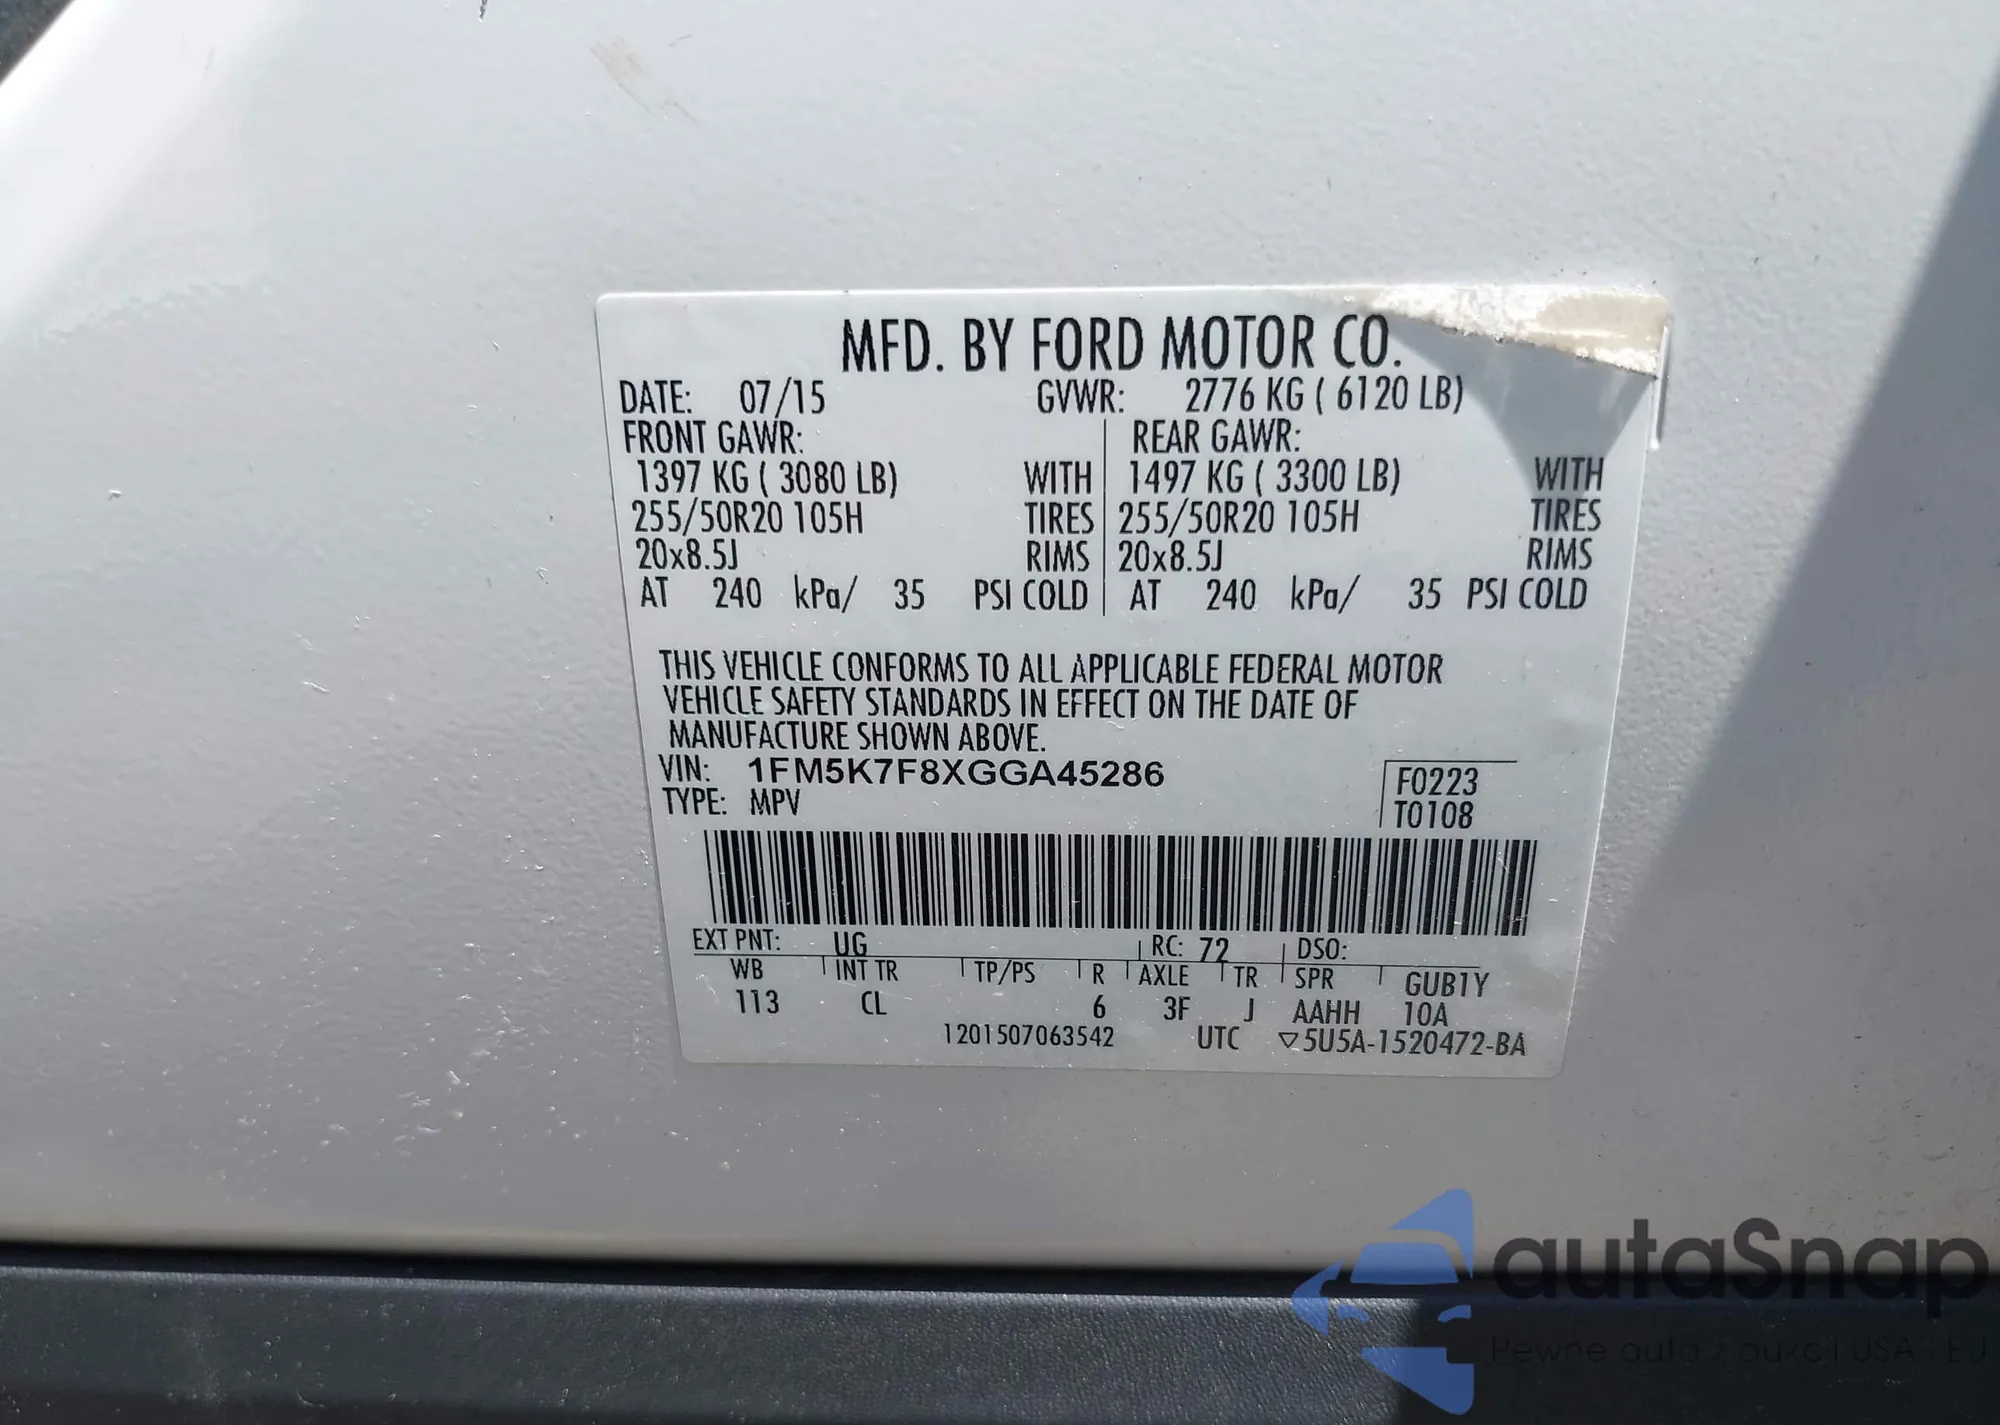 MFD. BY FORD MOTOR CO.
DATE: 07/15 GVWR: 2776 KG ( 6120 LB)
FRONT GAWR: REAR GAWR:
1397 KG ( 3080 LB) WITH 1497 KG ( 3300 LB) WITH
255/50R20 105H TIRES 255/50R20 105H TIRES
20x8.5J RIMS 20x8.5J RIMS
AT 240 kPa/ 35 PSI COLD AT 240 kPa/ 35 PSI COLD
THIS VEHICLE CONFORMS TO ALL APPLICABLE FEDERAL MOTOR
VEHICLE SAFETY STANDARDS IN EFFECT ON THE DATE OF
MANUFACTURE SHOWN ABOVE.
VIN: 1FM5K7F8XGGA45286 F0223
TYPE: MPV T0108
EXT PNT: UG RC: 72 DSO:
WB INT TR TP/PS R AXLE TR SPR GUB1Y
113 CL 6 3F J AAHH 10A
1201507063542 UTC ▽5U5A-1520472-BA
autaSnap
Pewne auta z aukcji USA i EU